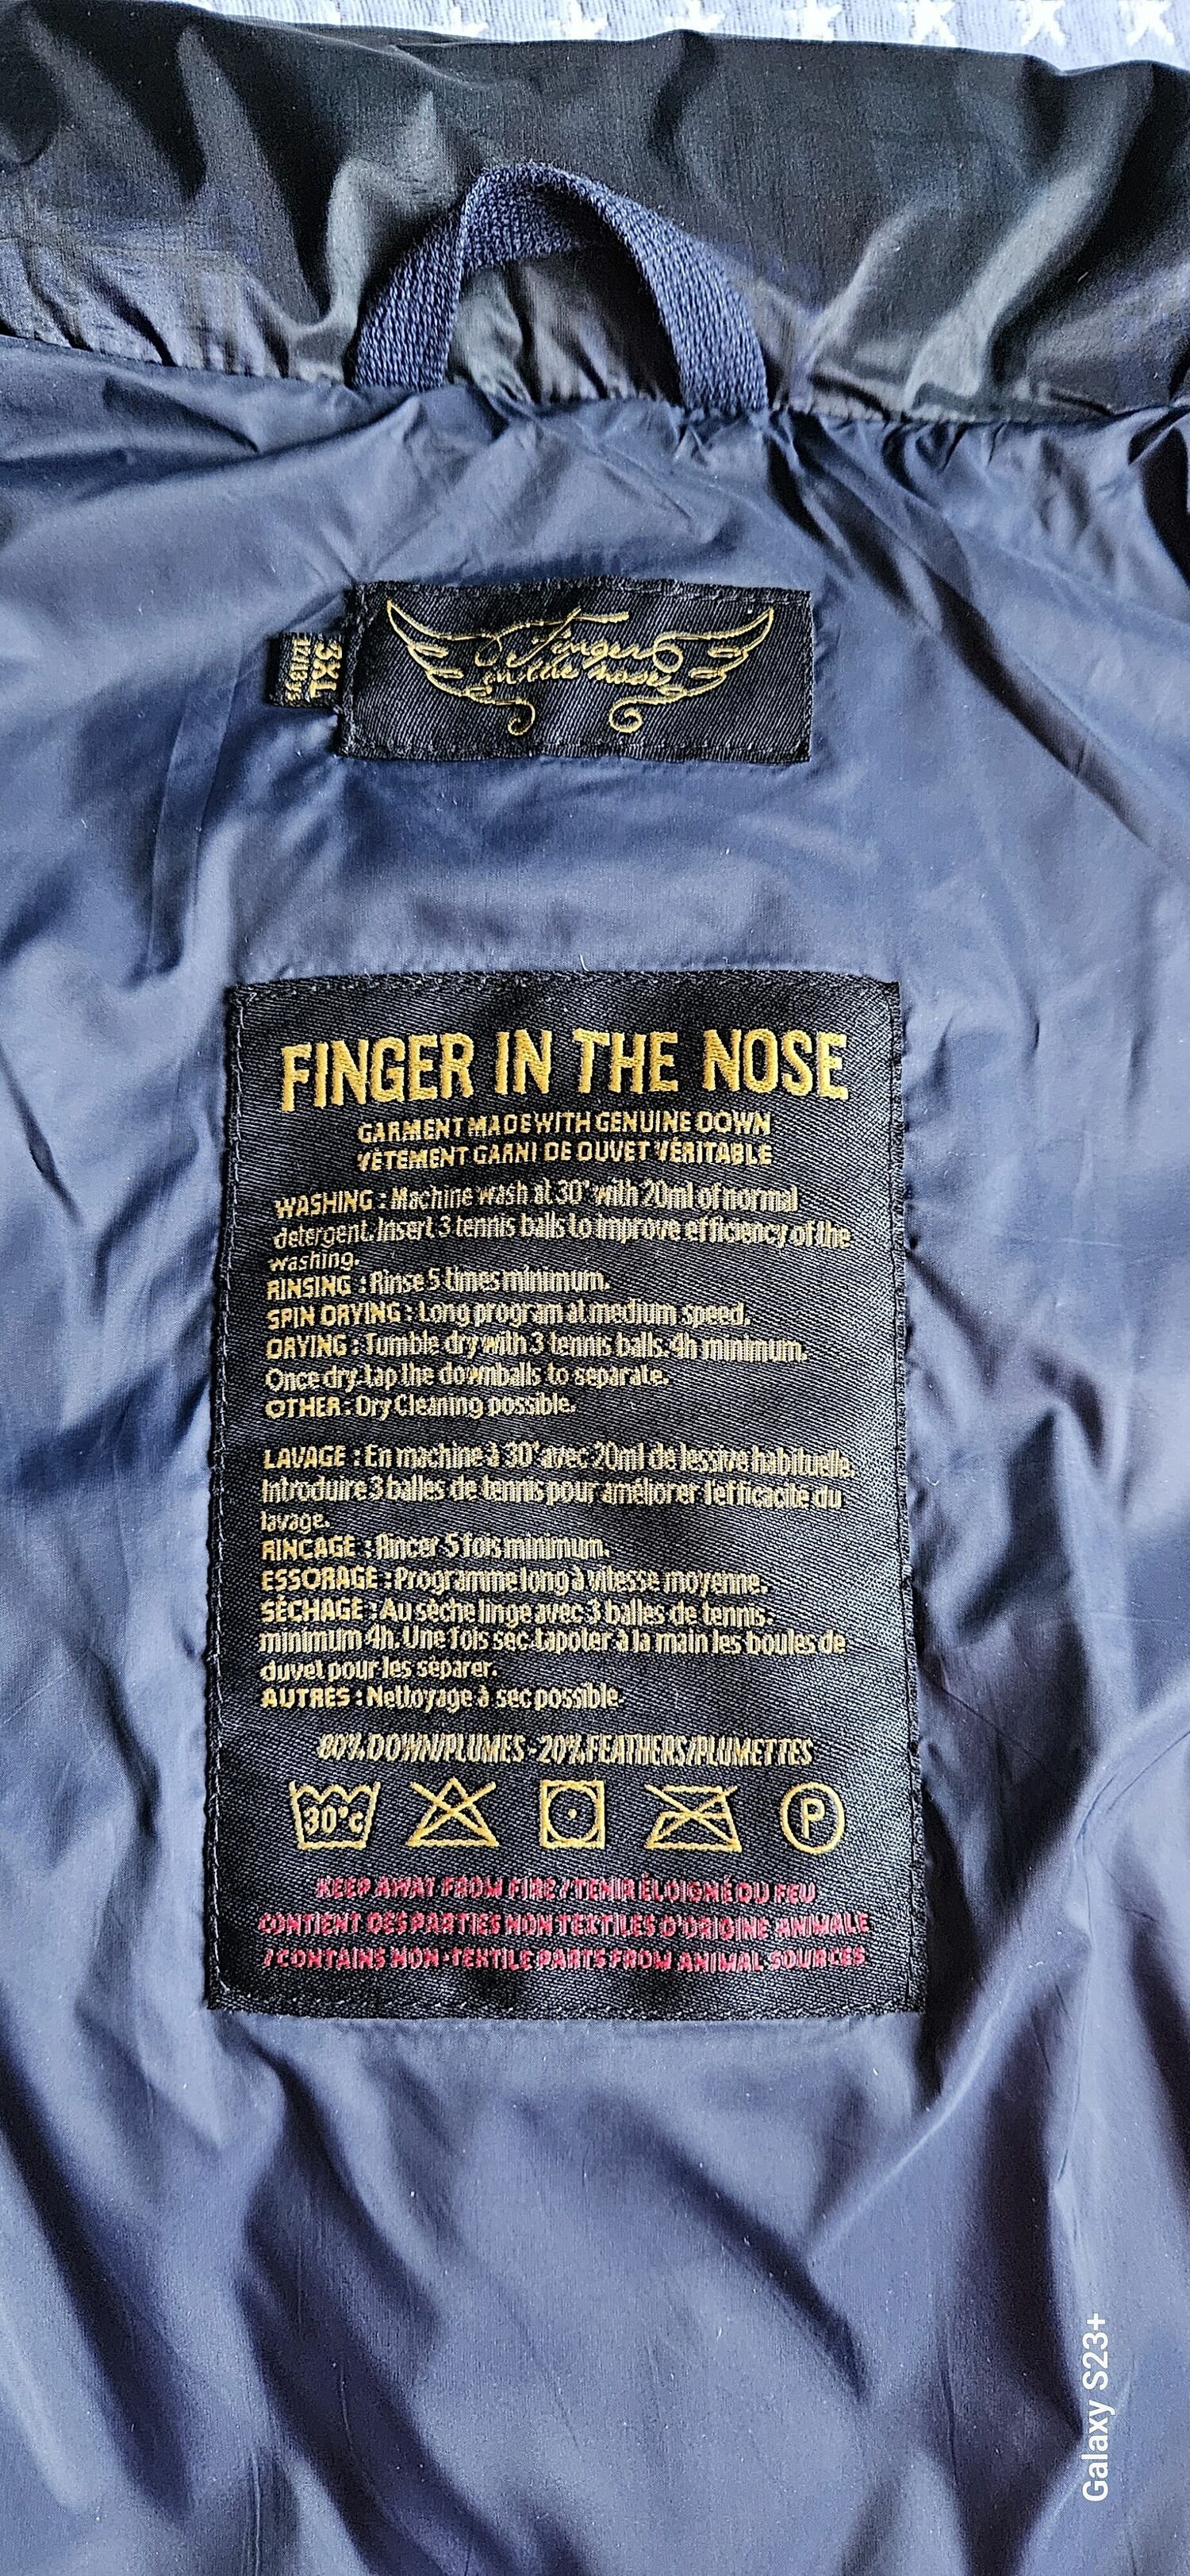 Finger
in the nose
3XL
12/13 YS
FINGER IN THE NOSE
GARMENT MADE WITH GENUINE DOWN
VÊTEMENT GARNI DE DUVET VÉRITABLE
WASHING : Machine wash at 30° with 20ml of normal
detergent. Insert 3 tennis balls to improve efficiency of the
washing.
RINSING : Rinse 5 times minimum.
SPIN DRYING : Long program at medium speed.
DRYING : Tumble dry with 3 tennis balls: 4h minimum.
Once dry-tap the downballs to separate.
OTHER : Dry Cleaning possible.
LAVAGE : En machine à 30° avec 20ml de lessive habituelle.
Introduire 3 balles de tennis pour améliorer l'efficacité du
lavage.
RINCAGE : Rincer 5 fois minimum.
ESSORAGE : Programme long à vitesse moyenne.
SÉCHAGE : Au sèche linge avec 3 balles de tennis:
minimum 4h. Une fois sec-tapoter à la main les boules de
duvet pour les séparer.
AUTRES : Nettoyage à sec possible.
80% DOWN/PLUMES - 20% FEATHERS/PLUMETTES
30°c P
KEEP AWAY FROM FIRE / TENIR ÉLOIGNÉ DU FEU
CONTIENT DES PARTIES NON TEXTILES D'ORIGINE ANIMALE
/ CONTAINS NON-TEXTILE PARTS FROM ANIMAL SOURCES
Galaxy S23+